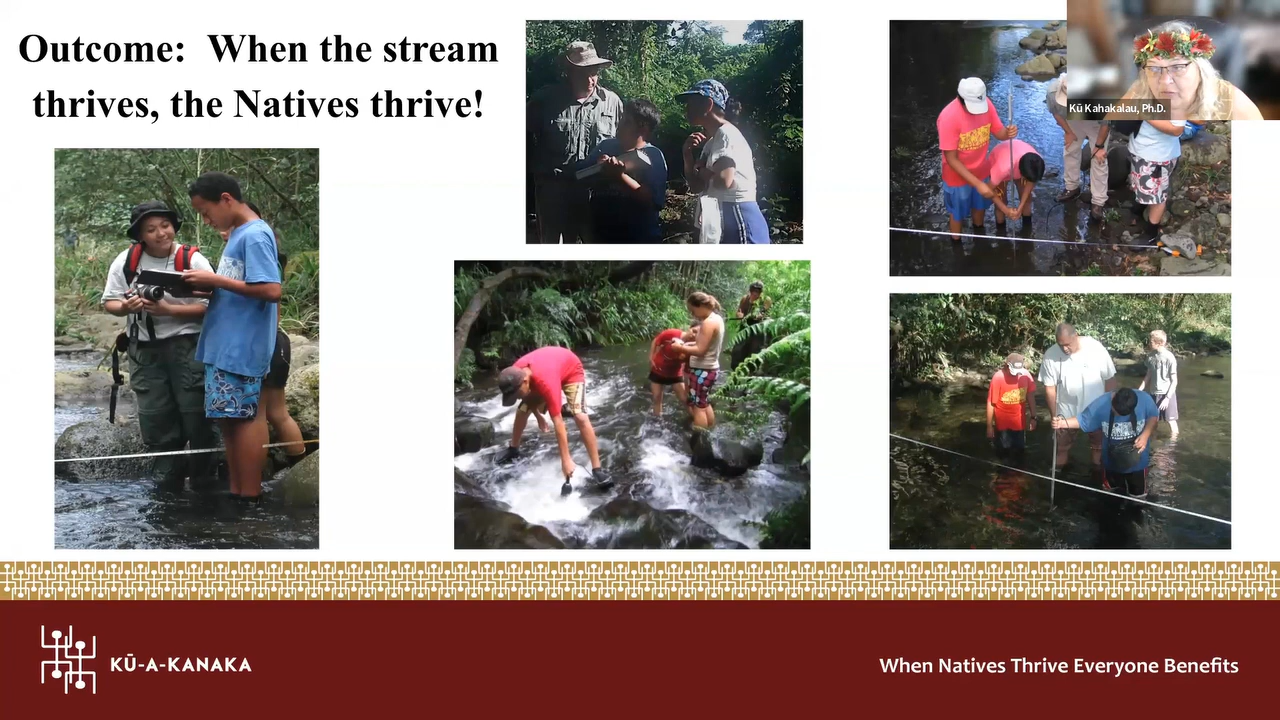 Outcome:  When the stream
thrives, the Natives thrive!
Kū Kahakalau, Ph.D.
KŪ-A-KANAKA
When Natives Thrive Everyone Benefits